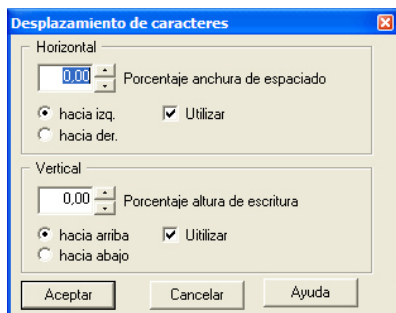 Desplazamiento de caracteres
Horizontal
0,00 Porcentaje anchura de espaciado
hacia izq. Utilizar
hacia der.
Vertical
0,00 Porcentaje altura de escritura
hacia arriba Uitilizar
hacia abajo
Aceptar Cancelar Ayuda